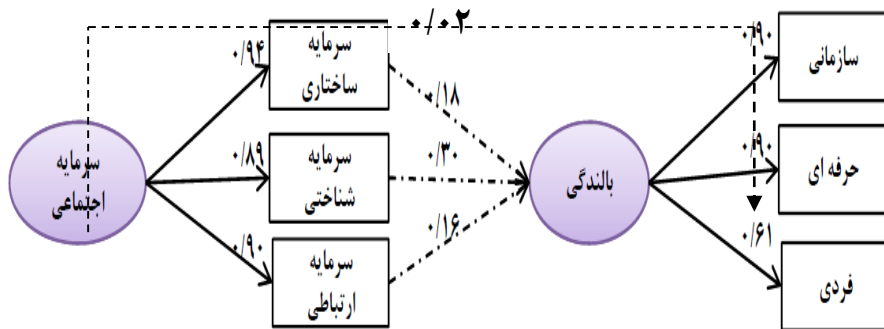 ۰/۰۲
سرمایه
ساختاری
۰/۹۴
۰/۹۰
سازمانی
۰/۱۸
سرمایه
اجتماعی
۰/۸۹
سرمایه
شناختی
۰/۳۰
بالندگی
۰/۹۰
حرفه ای
۰/۹۰
سرمایه
ارتباطی
۰/۱۶
۰/۶۱
فردی